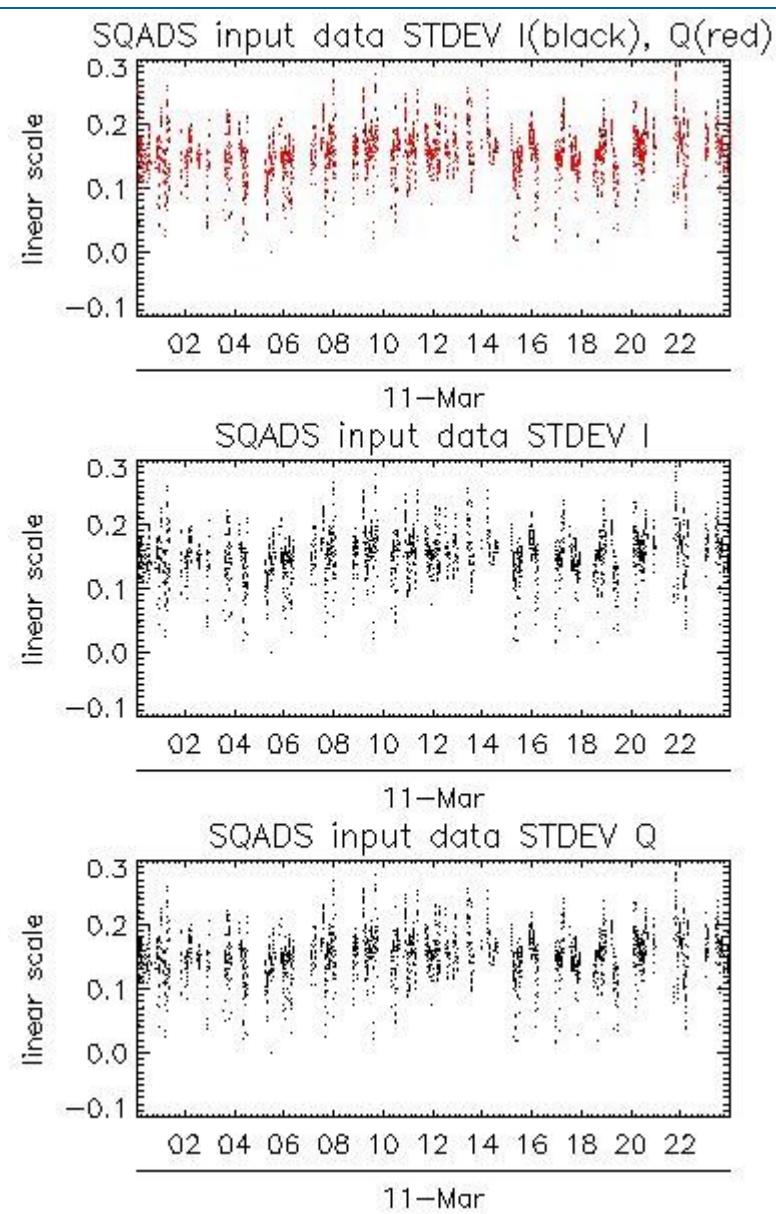 SQADS input data STDEV I(black), Q(red)
0.3
0.2
0.1
0.0
−0.1
linear scale
02 04 06 08 10 12 14 16 18 20 22
11−Mar
SQADS input data STDEV I
0.3
0.2
0.1
0.0
−0.1
linear scale
02 04 06 08 10 12 14 16 18 20 22
11−Mar
SQADS input data STDEV Q
0.3
0.2
0.1
0.0
−0.1
linear scale
02 04 06 08 10 12 14 16 18 20 22
11−Mar